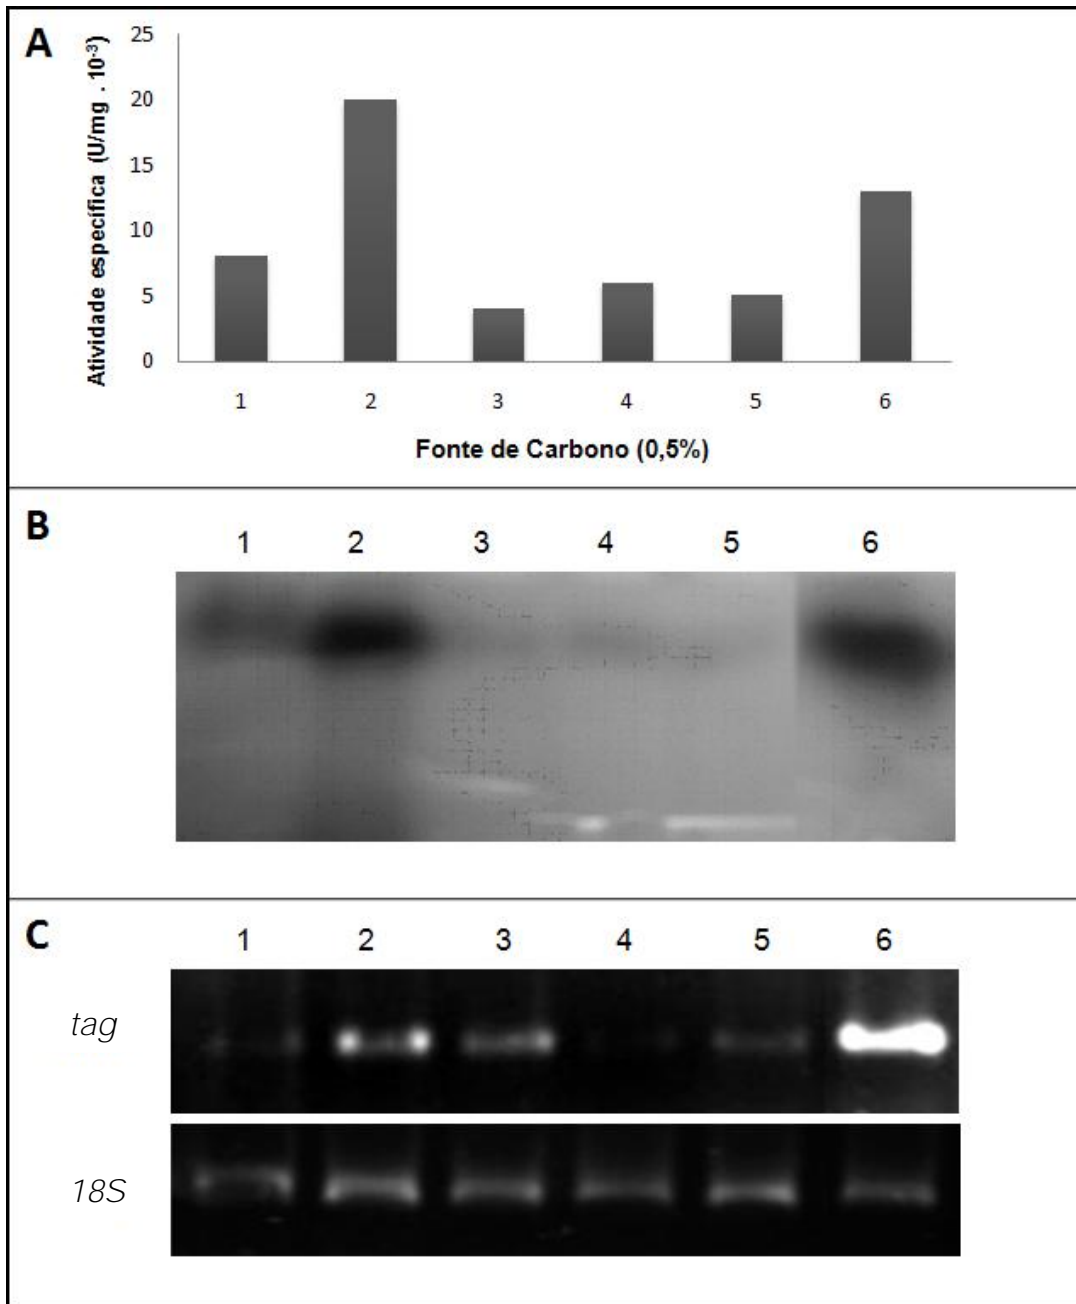 A
Atividade específica (U/mg . 10⁻³)
25
20
15
10
5
0
1 2 3 4 5 6
Fonte de Carbono (0,5%)
B
1 2 3 4 5 6
C
1 2 3 4 5 6
tag
18S